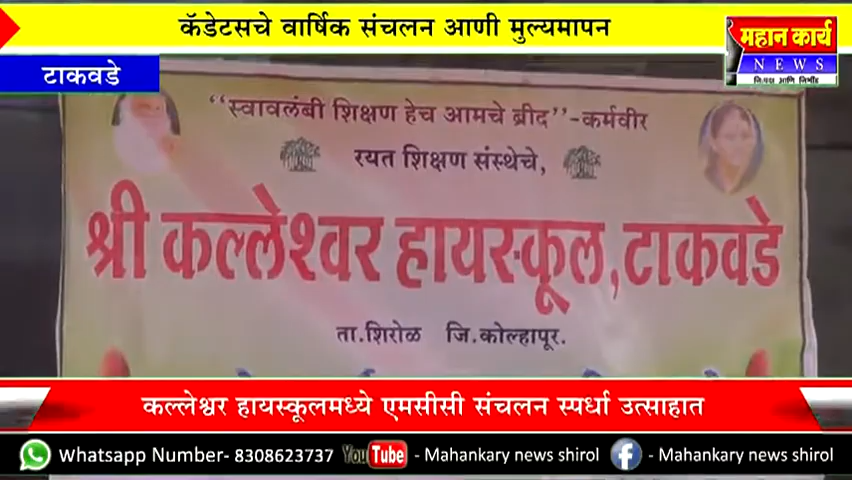 कॅडेटसचे वार्षिक संचलन आणी मुल्यमापन
महान कार्य
NEWS
टाकवडे
"स्वावलंबी शिक्षण हेच आमचे ब्रीद"-कर्मवीर
रयत शिक्षण संस्थेचे,
श्री कल्लेश्वर हायस्कूल, टाकवडे
ता.शिरोळ जि.कोल्हापूर.
कल्लेश्वर हायस्कूलमध्ये एमसीसी संचलन स्पर्धा उत्साहात
Whatsapp Number- 8308623737 YouTube - Mahankary news shirol f - Mahankary news shirol